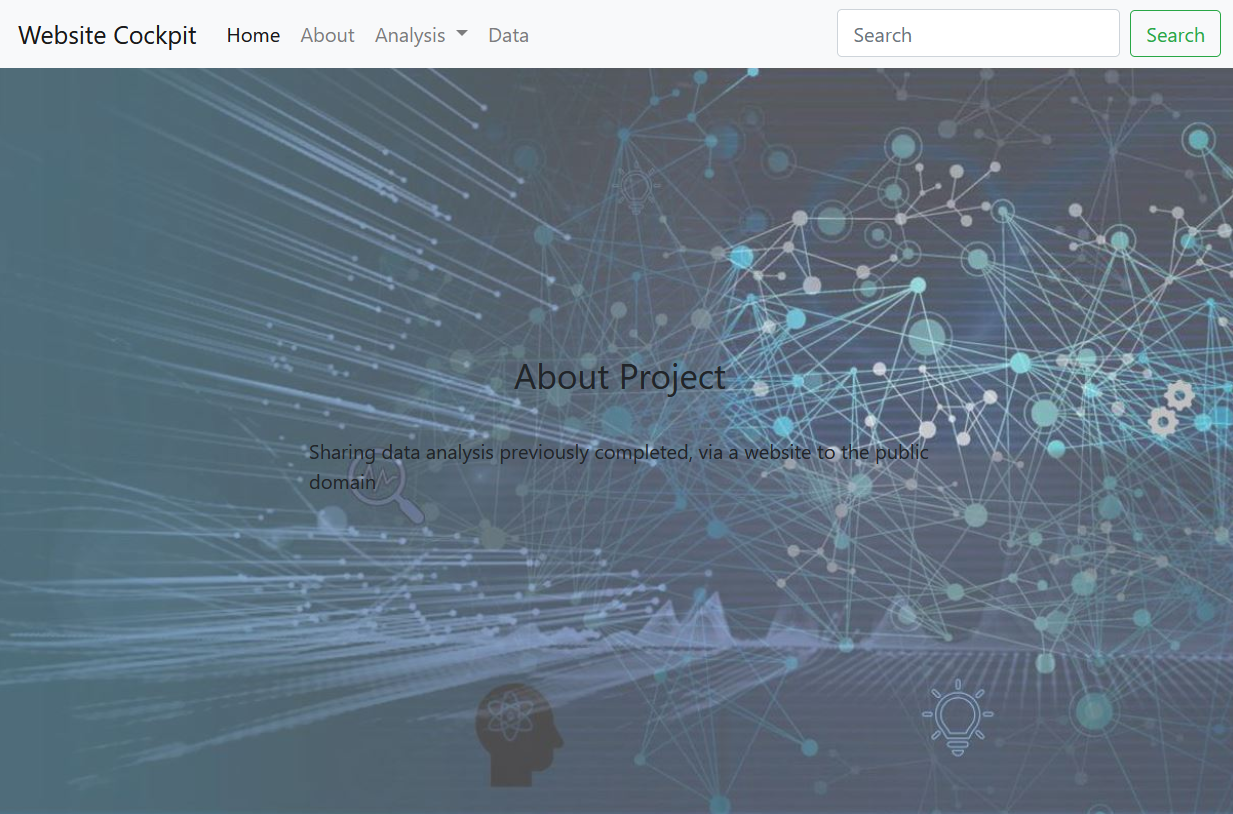 Website Cockpit Home About Analysis Data Search Search
About Project
Sharing data analysis previously completed, via a website to the public
domain